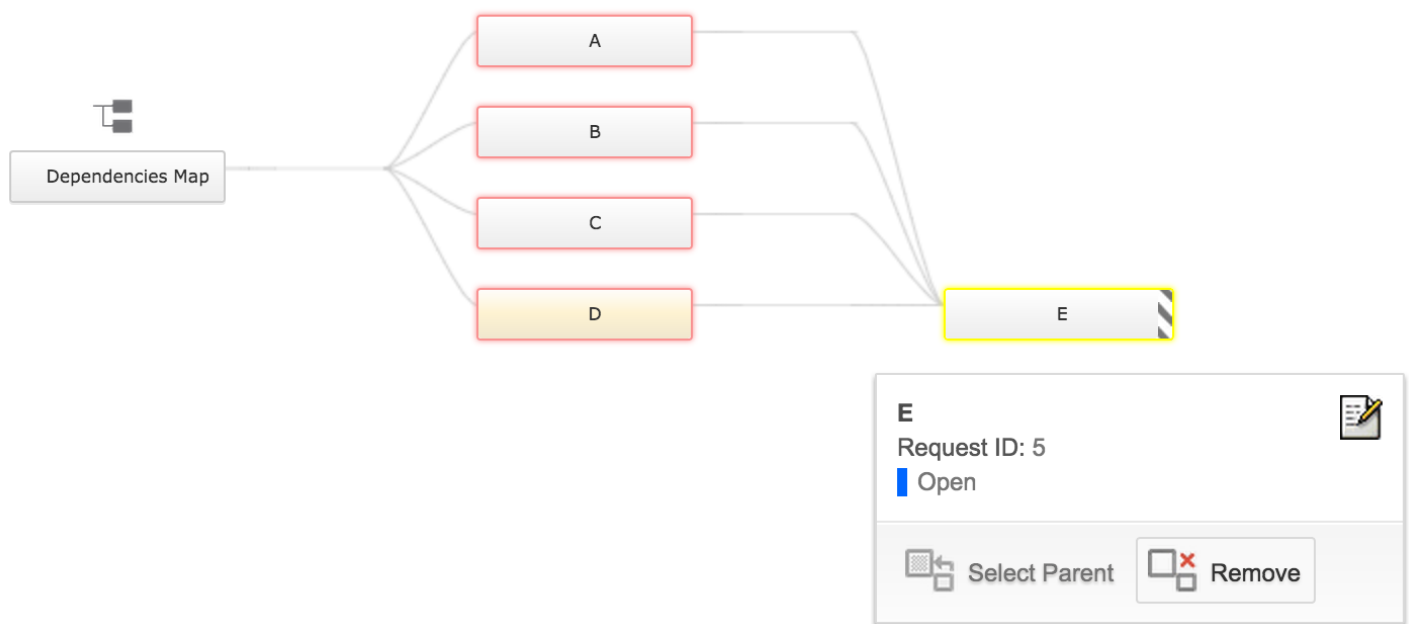 A
B
Dependencies Map
C
D
E
E
Request ID: 5
Open
Select Parent
Remove